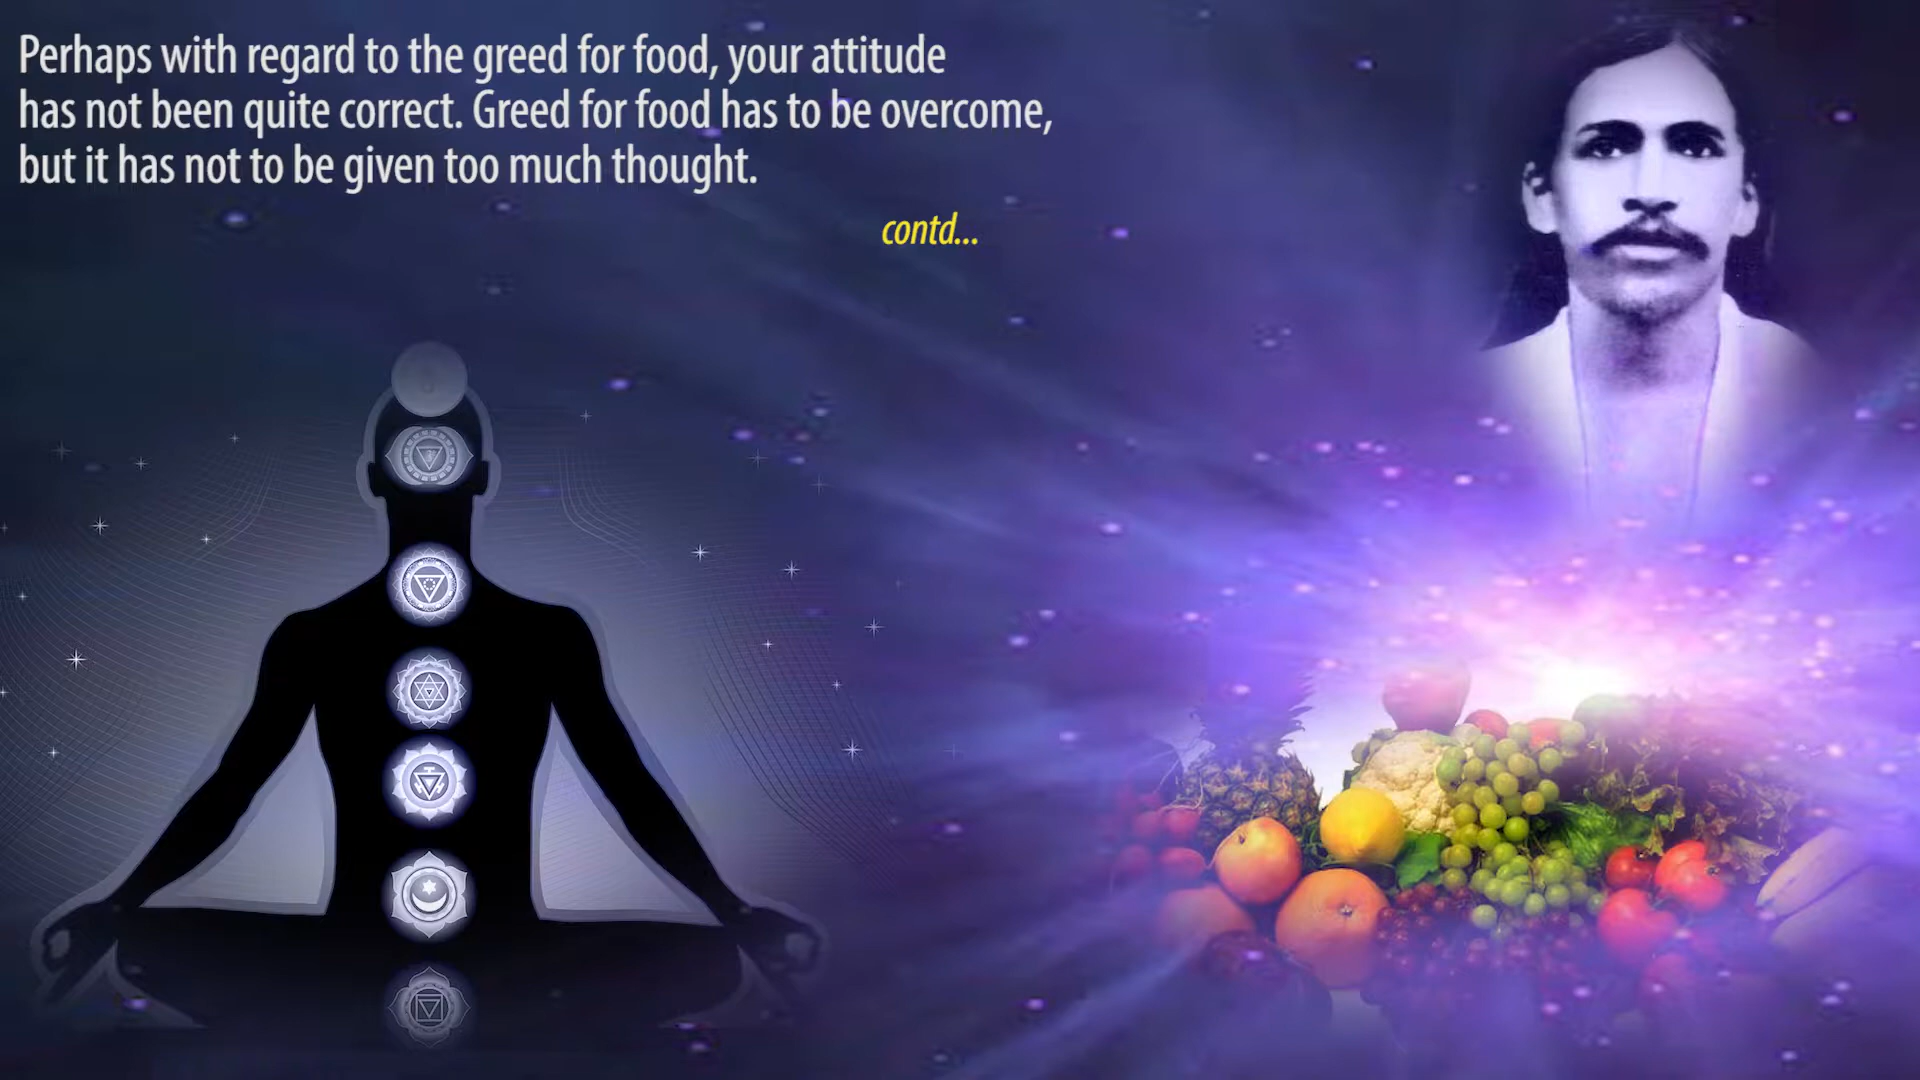 Perhaps with regard to the greed for food, your attitude
has not been quite correct. Greed for food has to be overcome,
but it has not to be given too much thought.
contd...